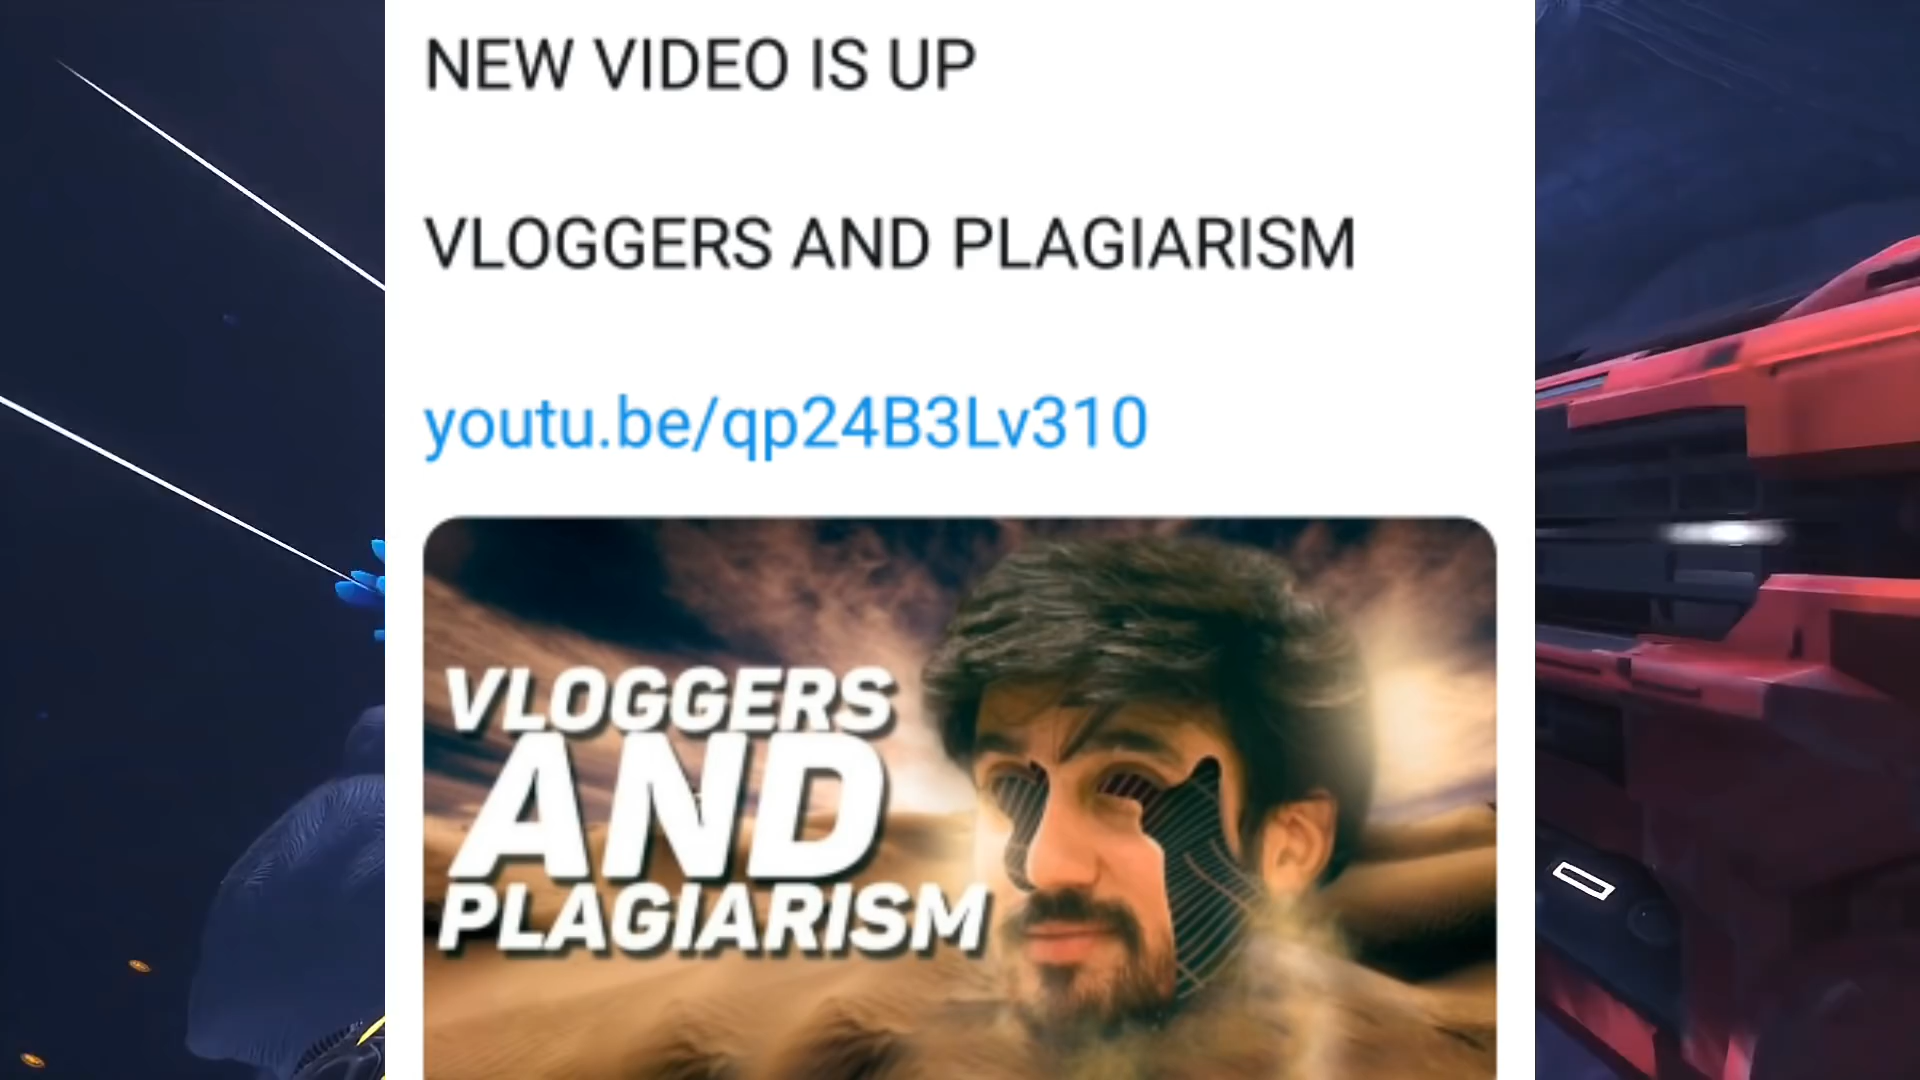 NEW VIDEO IS UP
VLOGGERS AND PLAGIARISM
youtu.be/qp24B3Lv310
VLOGGERS
AND
PLAGIARISM